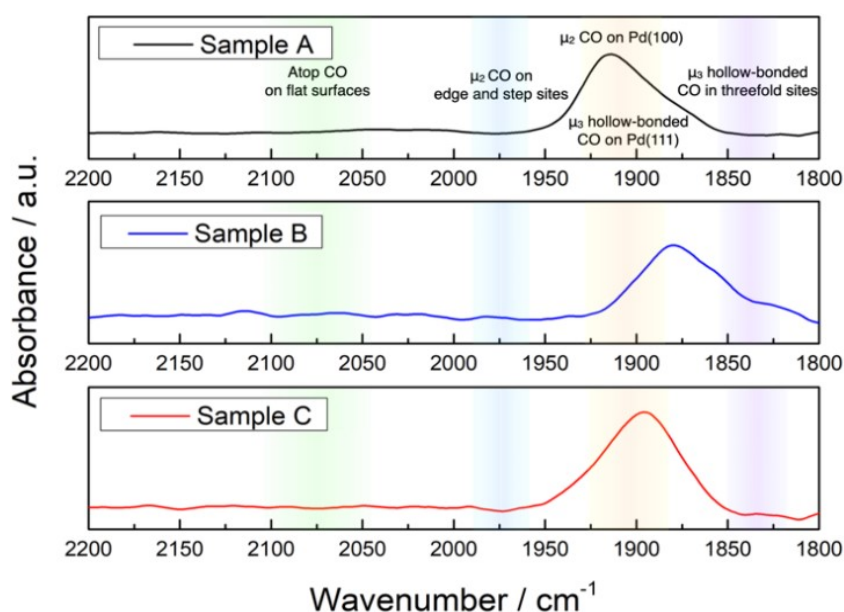 Sample A
μ₂ CO on Pd(100)
Atop CO
on flat surfaces
μ₂ CO on
edge and step sites
μ₃ hollow-bonded
CO in threefold sites
μ₃ hollow-bonded
CO on Pd(111)
2200 2150 2100 2050 2000 1950 1900 1850 1800
Sample B
2200 2150 2100 2050 2000 1950 1900 1850 1800
Sample C
2200 2150 2100 2050 2000 1950 1900 1850 1800
Absorbance / a.u.
Wavenumber / cm⁻¹